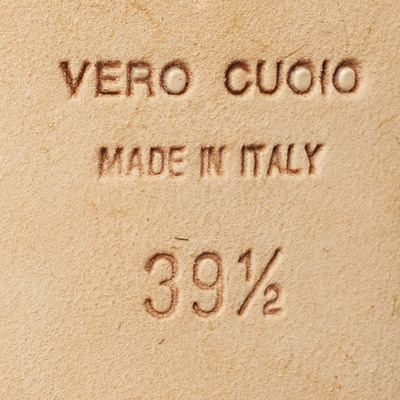 VERO CUOIO
MADE IN ITALY
39½